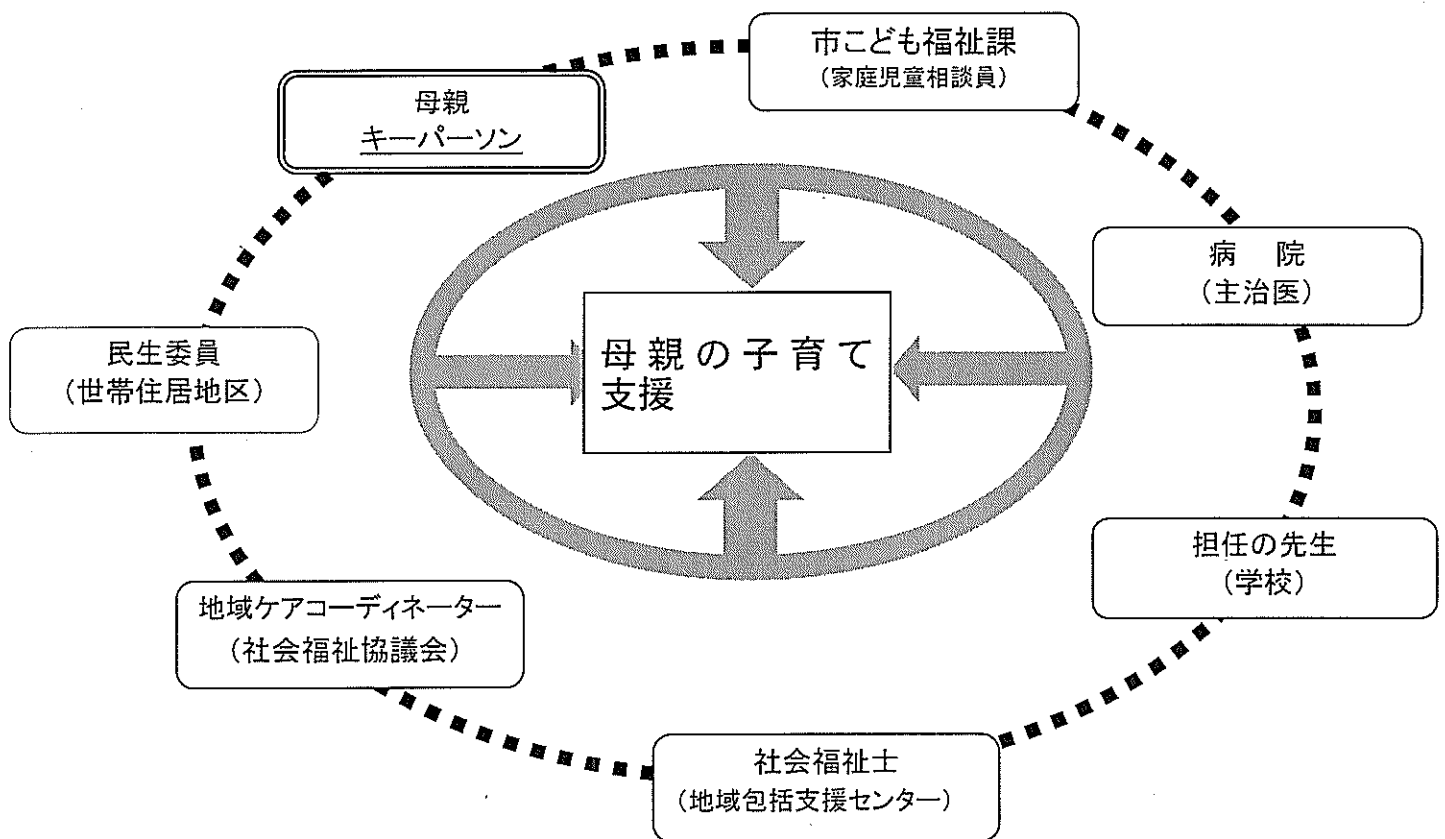 市こども福祉課
（家庭児童相談員）
母親
キーパーソン
病　院
（主治医）
民生委員
（世帯住居地区）
母親の子育て
支援
担任の先生
（学校）
地域ケアコーディネーター
（社会福祉協議会）
社会福祉士
（地域包括支援センター）